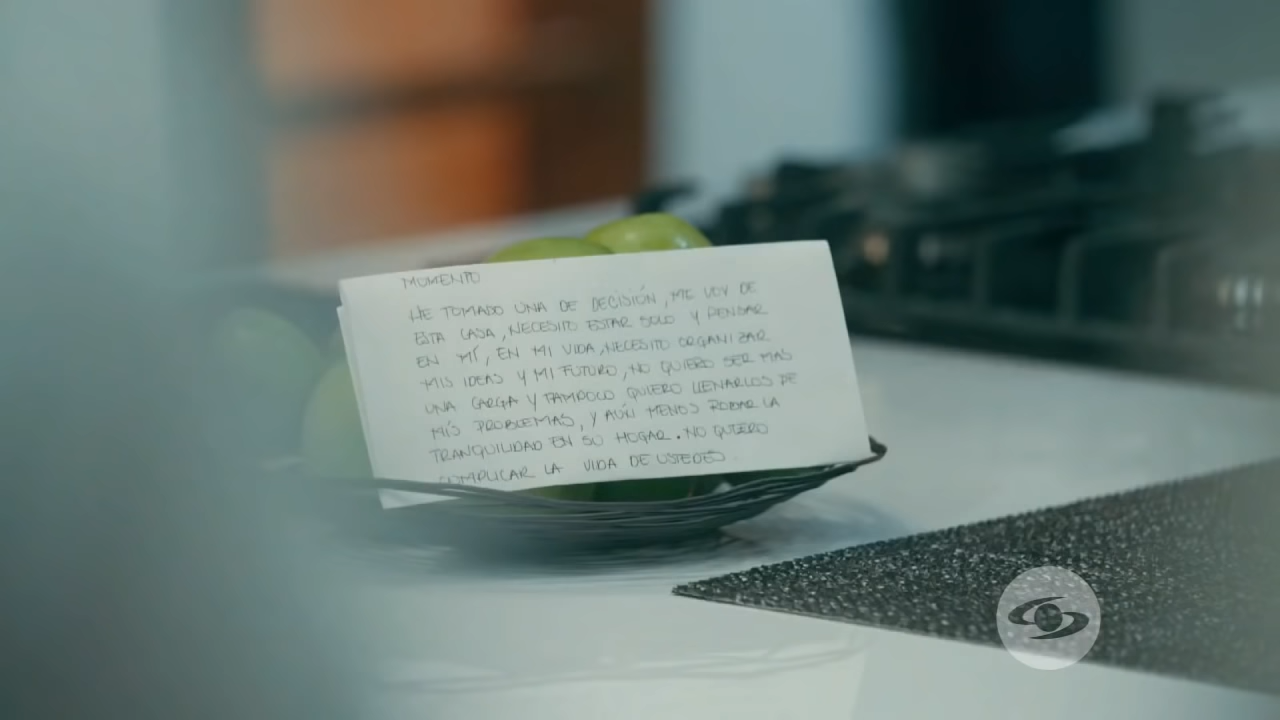 MOMENTO
HE TOMADO UNA DE DECISIÓN, ME VOY DE
ESTA CASA, NECESITO ESTAR SOLO Y PENSAR
EN MÍ, EN MI VIDA, NECESITO ORGANIZAR
MIS IDEAS Y MI FUTURO, NO QUIERO SER MAS
UNA CARGA Y TAMPOCO QUIERO LLENARLOS DE
MIS PROBLEMAS, Y AÚN MENOS ROBAR LA
TRANQUILIDAD EN SU HOGAR. NO QUIERO
COMPLICAR LA VIDA DE USTEDES.